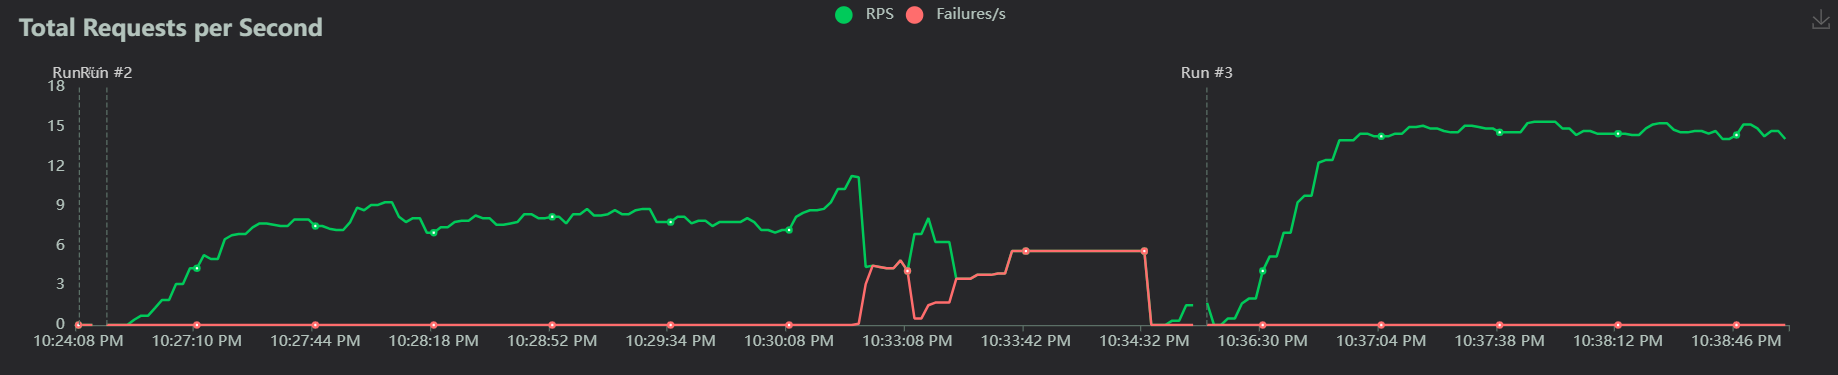 Total Requests per Second
RPS
Failures/s
Run
Run #2
Run #3
18
15
12
9
6
3
0
10:24:08 PM
10:27:10 PM
10:27:44 PM
10:28:18 PM
10:28:52 PM
10:29:34 PM
10:30:08 PM
10:33:08 PM
10:33:42 PM
10:34:32 PM
10:36:30 PM
10:37:04 PM
10:37:38 PM
10:38:12 PM
10:38:46 PM